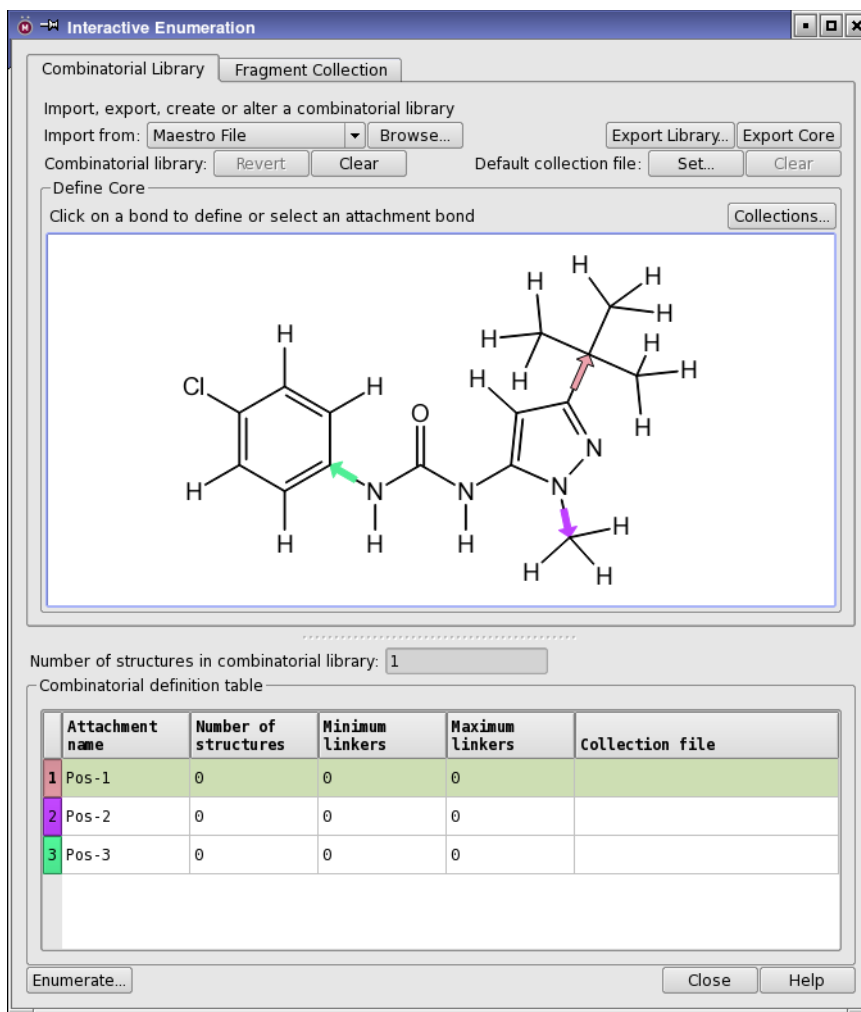 Interactive Enumeration
Combinatorial Library Fragment Collection
Import, export, create or alter a combinatorial library
Import from: Maestro File Browse... Export Library... Export Core
Combinatorial library: Revert Clear Default collection file: Set... Clear
Define Core
Click on a bond to define or select an attachment bond Collections...
H H
H H
H H
H H H
Cl O H H H
H
N
H N N N
H
H H H
H H
Number of structures in combinatorial library: 1
Combinatorial definition table
Attachment name Number of structures Minimum linkers Maximum linkers Collection file
1 Pos-1 0 0 0
2 Pos-2 0 0 0
3 Pos-3 0 0 0
Enumerate... Close Help